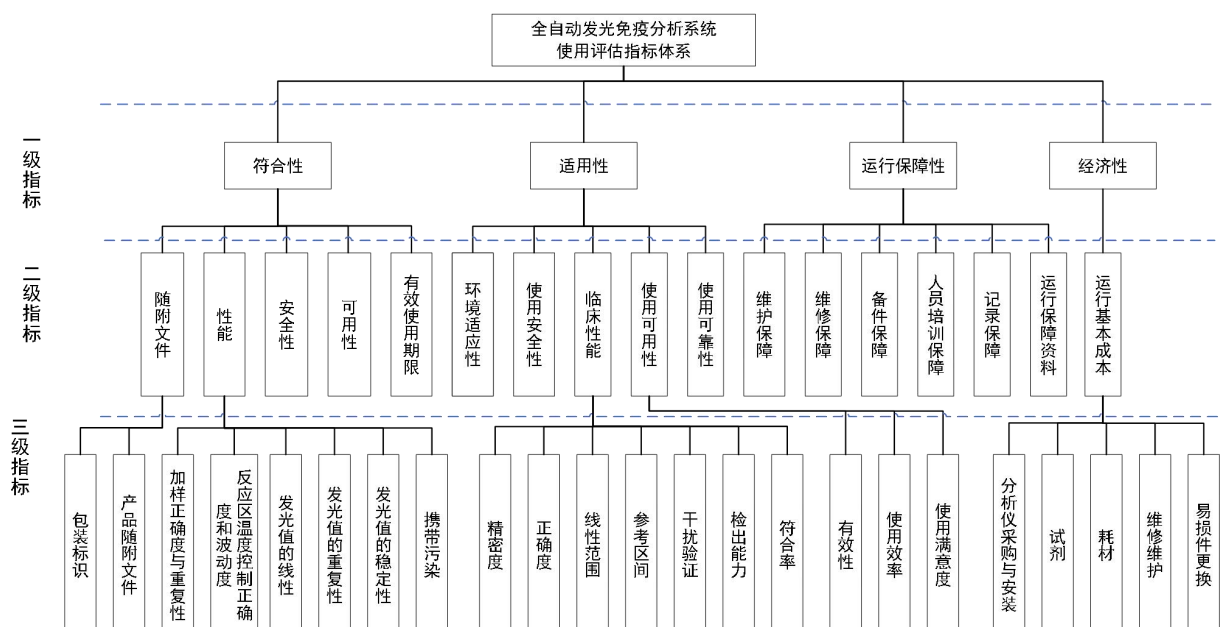 全自动发光免疫分析系统
使用评估指标体系
一级指标
符合性
适用性
运行保障性
经济性
二级指标
随附文件
性能
安全性
可用性
有效使用期限
环境适应性
使用安全性
临床性能
使用可用性
使用可靠性
维护保障
维修保障
备件保障
人员培训保障
记录保障
运行保障资料
运行基本成本
三级指标
包装标识
产品随附文件
加样正确度与重复性
反应区温度控制正确
度和波动度
发光值的线性
发光值的重复性
发光值的稳定性
携带污染
精密度
正确度
线性范围
参考区间
干扰验证
检出能力
符合率
有效性
使用效率
使用满意度
分析仪采购与安装
试剂
耗材
维修维护
易损件更换